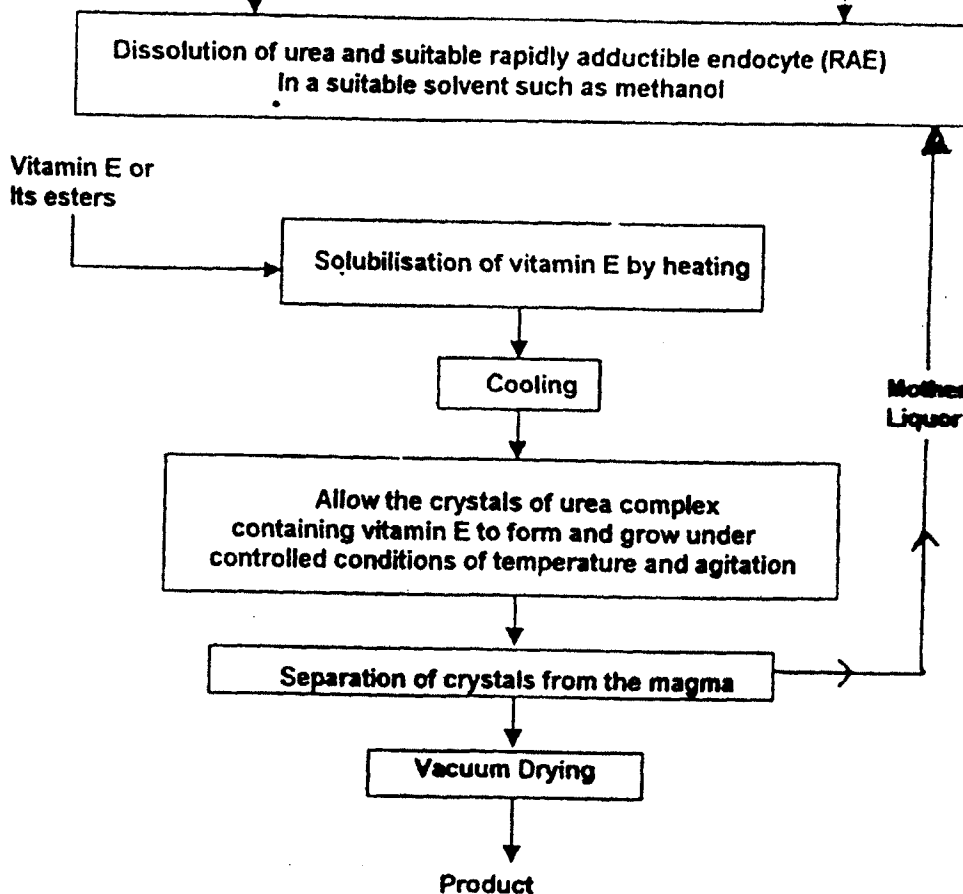 Dissolution of urea and suitable rapidly adductible endocyte (RAE)
In a suitable solvent such as methanol
Vitamin E or
Its esters
Solubilisation of vitamin E by heating
Cooling
Mother
Liquor
Allow the crystals of urea complex
containing vitamin E to form and grow under
controlled conditions of temperature and agitation
Separation of crystals from the magma
Vacuum Drying
Product